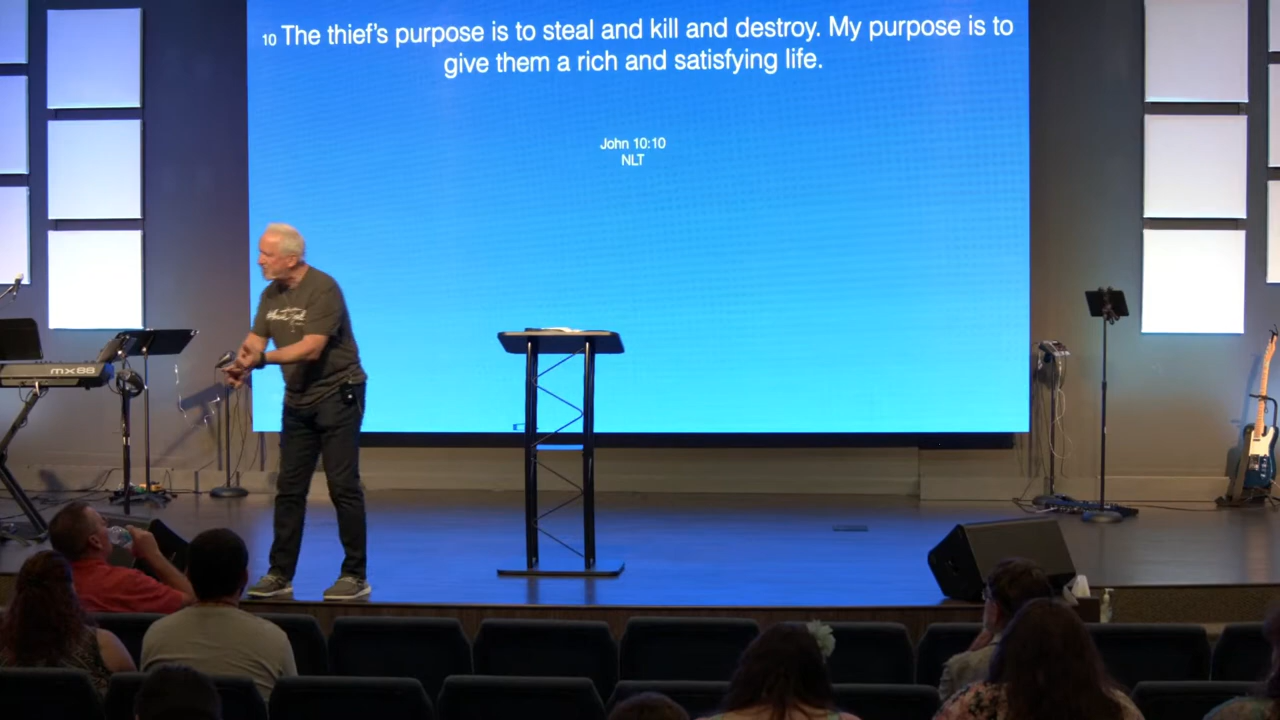 10 The thief's purpose is to steal and kill and destroy. My purpose is to
give them a rich and satisfying life.
John 10:10
NLT
mx88